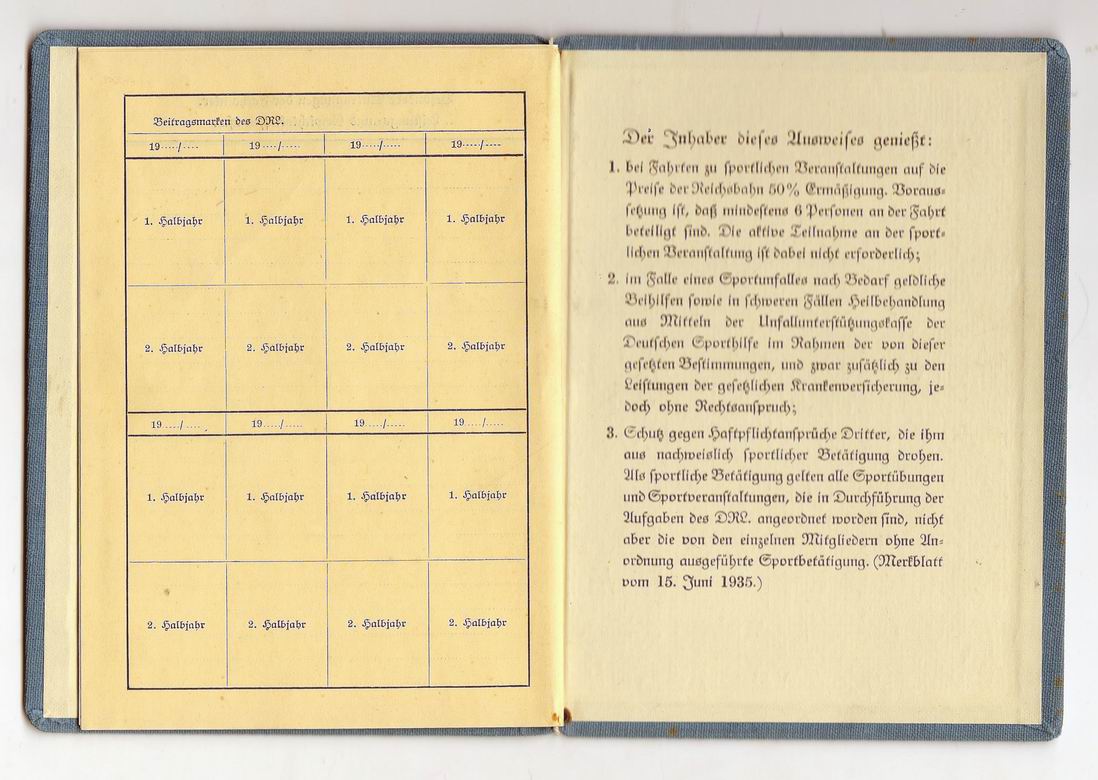 Beitragsmarken des DRL.
19....../...... 19....../...... 19....../...... 19....../......
1. Halbjahr 1. Halbjahr 1. Halbjahr 1. Halbjahr
2. Halbjahr 2. Halbjahr 2. Halbjahr 2. Halbjahr
19....../...... 19....../...... 19....../...... 19....../......
1. Halbjahr 1. Halbjahr 1. Halbjahr 1. Halbjahr
2. Halbjahr 2. Halbjahr 2. Halbjahr 2. Halbjahr
Der Inhaber dieses Ausweises genießt:
1. bei Fahrten zu sportlichen Veranstaltungen auf die
Preise der Reichsbahn 50% Ermäßigung. Voraus-
setzung ist, daß mindestens 6 Personen an der Fahrt
beteiligt sind. Die aktive Teilnahme an der sport-
lichen Veranstaltung ist dabei nicht erforderlich;
2. im Falle eines Sportunfalles nach Bedarf geldliche
Beihilfen sowie in schweren Fällen Heilbehandlung
aus Mitteln der Unfallunterstützungskasse der
Deutschen Sporthilfe im Rahmen der von dieser
gesetzten Bestimmungen, und zwar zusätzlich zu den
Leistungen der gesetzlichen Krankenversicherung, je-
doch ohne Rechtsanspruch;
3. Schutz gegen Haftpflichtansprüche Dritter, die ihm
aus nachweislich sportlicher Betätigung drohen.
Als sportliche Betätigung gelten alle Sportübungen
und Sportveranstaltungen, die in Durchführung der
Aufgaben des DRL. angeordnet worden sind, nicht
aber die von den einzelnen Mitgliedern ohne An-
ordnung ausgeführte Sportbetätigung. (Merkblatt
vom 15. Juni 1935.)